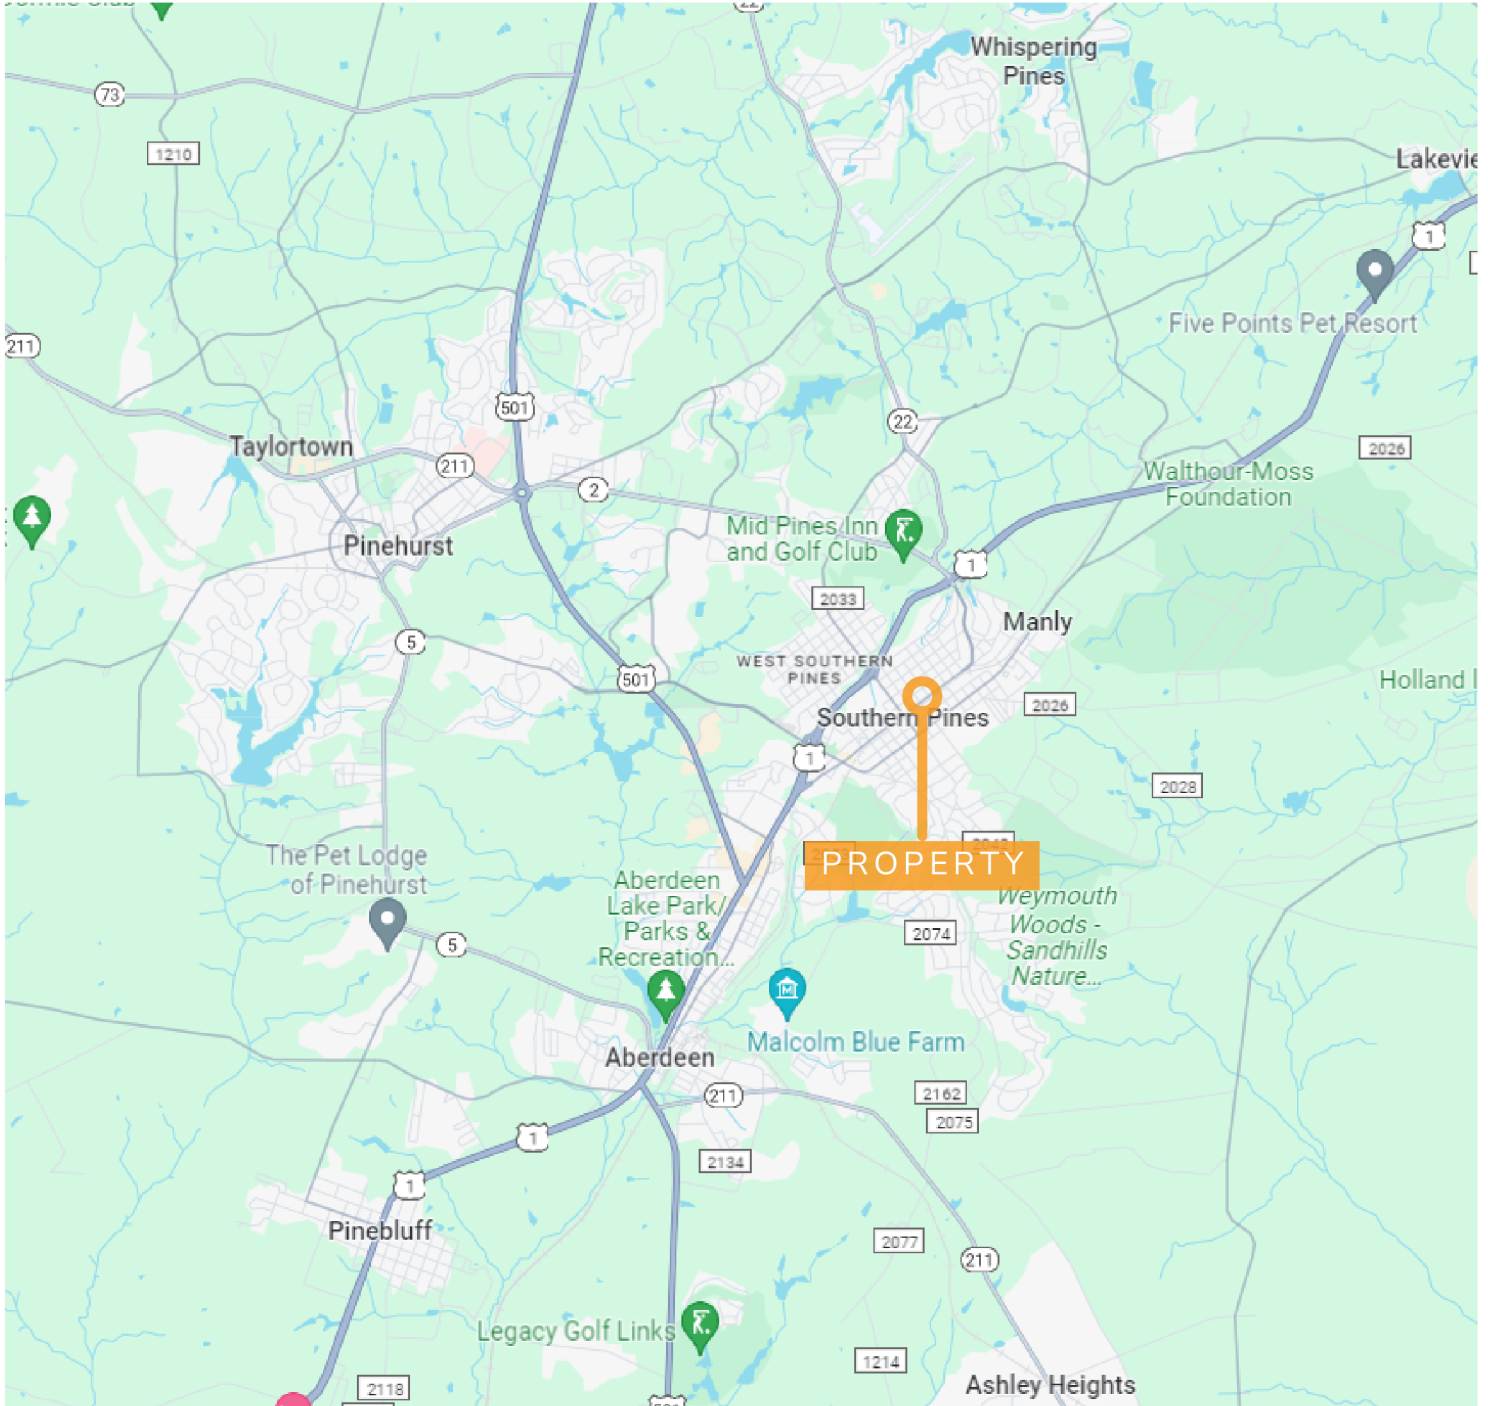 22
Whispering
Pines
73
1210
Lakevie
1
211
Five Points Pet Resort
501
22
Taylortown
211
2026
2
Walthour-Moss
Foundation
Mid Pines Inn
and Golf Club
Pinehurst
1
2033
Manly
5
WEST SOUTHERN
PINES
501
Holland
2026
Southern Pines
1
2028
The Pet Lodge
of Pinehurst
PROPERTY
Aberdeen
Lake Park/
Parks &
Recreation...
Weymouth
Woods -
Sandhills
Nature...
2074
5
M
Malcolm Blue Farm
Aberdeen
211
2162
2075
1
2134
1
Pinebluff
2077
211
Legacy Golf Links
1214
2118
Ashley Heights